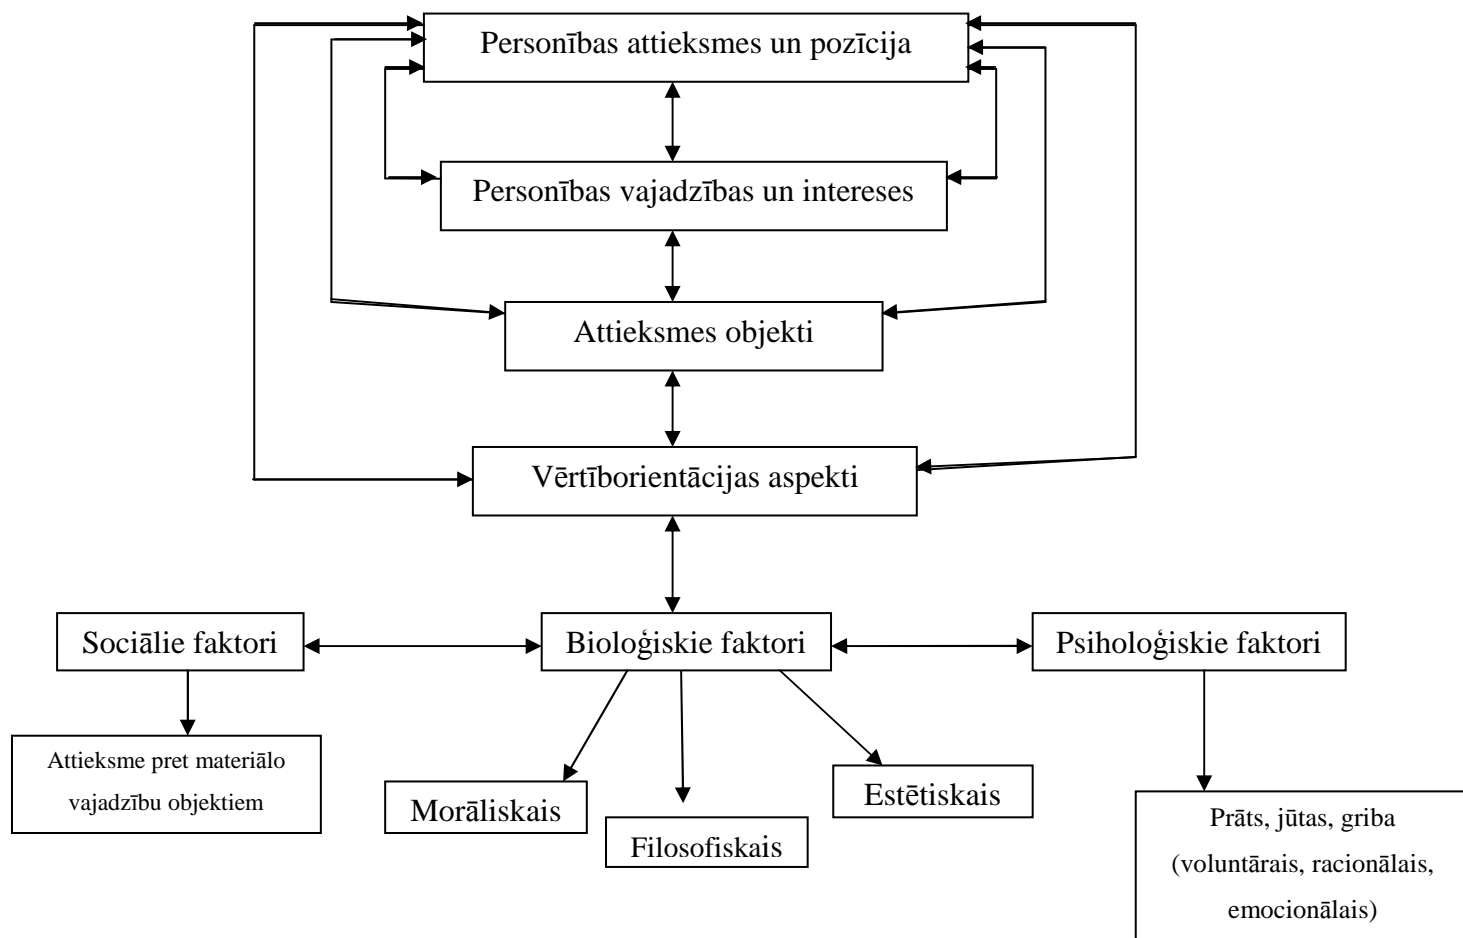 Personības attieksmes un pozīcija
Personības vajadzības un intereses
Attieksmes objekti
Vērtīborientācijas aspekti
Sociālie faktori
Bioloģiskie faktori
Psiholoģiskie faktori
Attieksme pret materiālo
vajadzību objektiem
Morāliskais
Filosofiskais
Estētiskais
Prāts, jūtas, griba
(voluntārais, racionālais,
emocionālais)